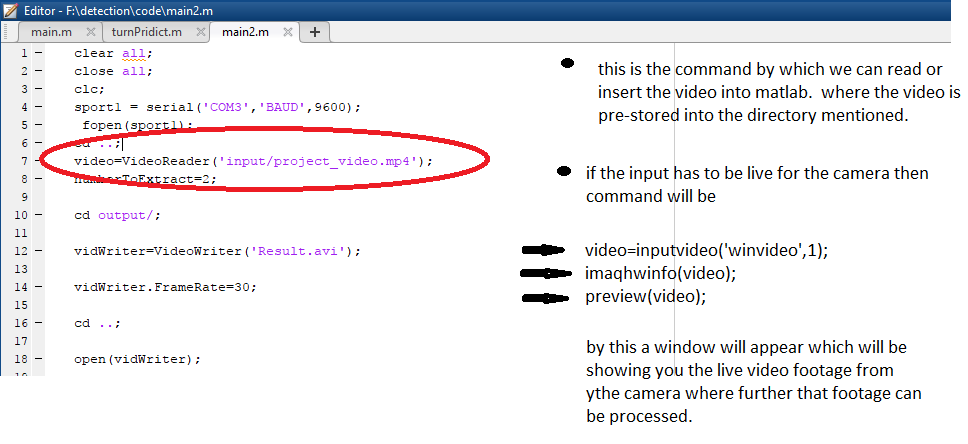 Editor - F:\detection\code\main2.m
main.m turnPridict.m main2.m
1 clear all;
2 close all;
3 clc;
4 sport1 = serial('COM3','BAUD',9600);
5 fopen(sport1);
6 cd ..;
7 video=VideoReader('input/project_video.mp4');
8 numberToExtract=2;
9
10 cd output/;
11
12 vidWriter=VideoWriter('Result.avi');
13
14 vidWriter.FrameRate=30;
15
16 cd ..;
17
18 open(vidWriter);
this is the command by which we can read or
insert the video into matlab. where the video is
pre-stored into the directory mentioned.
if the input has to be live for the camera then
command will be
video=inputvideo('winvideo',1);
imaqhwinfo(video);
preview(video);
by this a window will appear which will be
showing you the live video footage from
ythe camera where further that footage can
be processed.